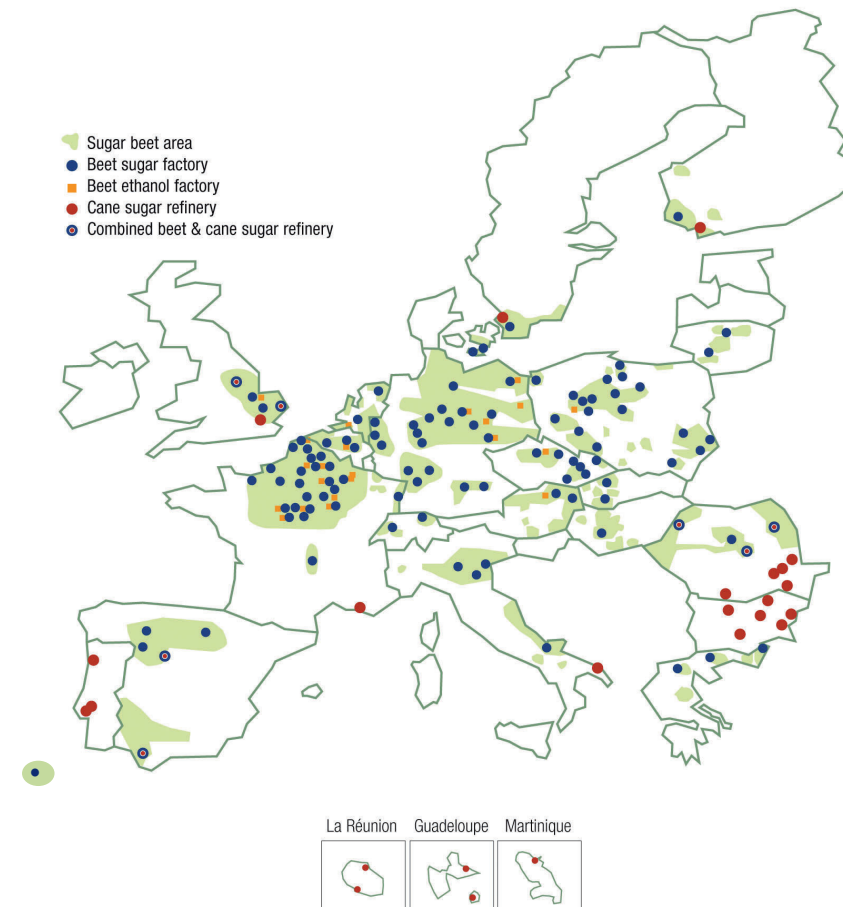 Sugar beet area
Beet sugar factory
Beet ethanol factory
Cane sugar refinery
Combined beet & cane sugar refinery
La Réunion
Guadeloupe
Martinique